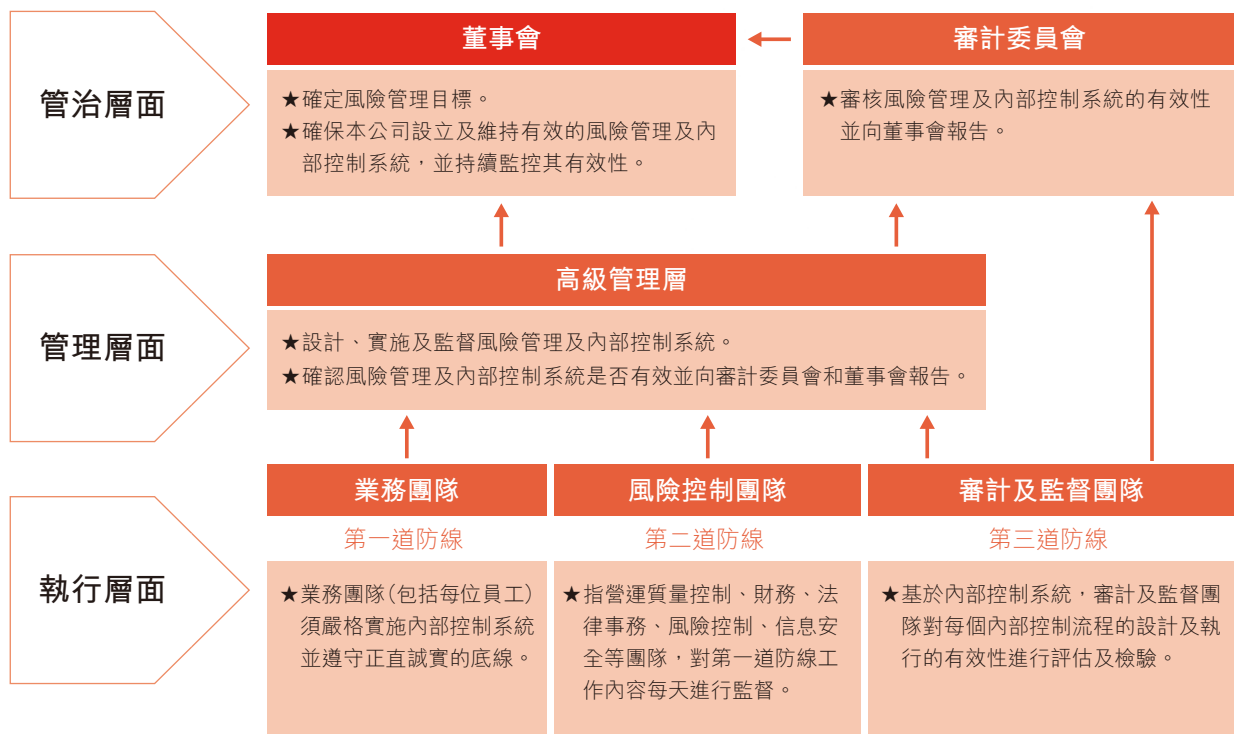 管治層面
董事會
★確定風險管理目標。
★確保本公司設立及維持有效的風險管理及內
部控制系統，並持續監控其有效性。
審計委員會
★審核風險管理及內部控制系統的有效性
並向董事會報告。
管理層面
高級管理層
★設計、實施及監督風險管理及內部控制系統。
★確認風險管理及內部控制系統是否有效並向審計委員會和董事會報告。
執行層面
業務團隊
第一道防線
★業務團隊(包括每位員工)
須嚴格實施內部控制系統
並遵守正直誠實的底線。
風險控制團隊
第二道防線
★指營運質量控制、財務、法
律事務、風險控制、信息安
全等團隊，對第一道防線工
作內容每天進行監督。
審計及監督團隊
第三道防線
★基於內部控制系統，審計及監督團
隊對每個內部控制流程的設計及執
行的有效性進行評估及檢驗。